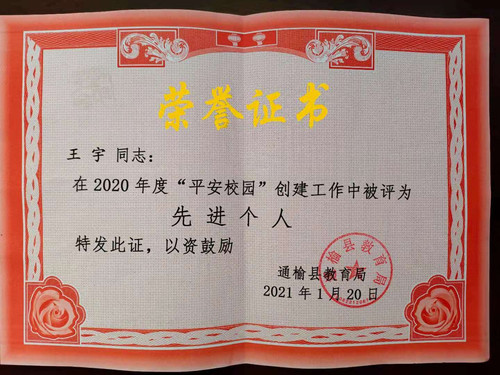 荣誉证书
王宇 同志：
在2020年度“平安校园”创建工作中被评为
先进个人
特发此证，以资鼓励
通榆县教育局
2021年1月20日